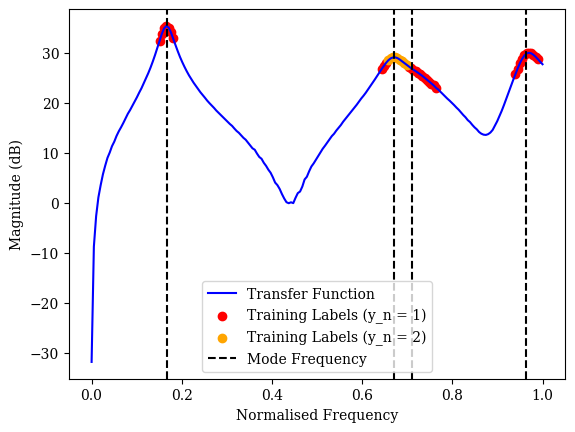 Magnitude (dB)
30
20
10
0
−10
−20
−30
Transfer Function
Training Labels (y_n = 1)
Training Labels (y_n = 2)
Mode Frequency
0.0 0.2 0.4 0.6 0.8 1.0
Normalised Frequency